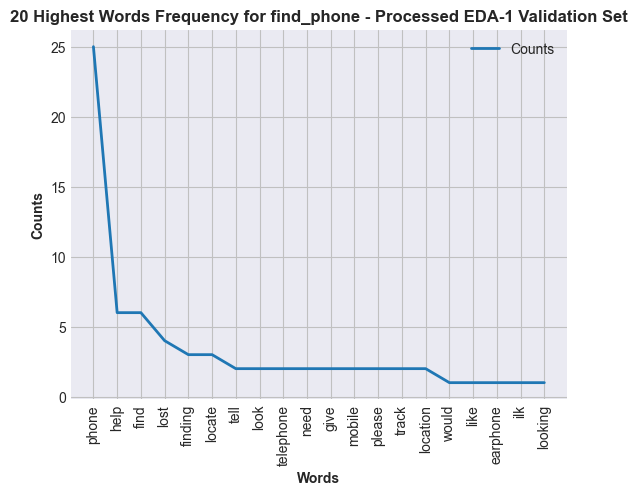 20 Highest Words Frequency for find_phone - Processed EDA-1 Validation Set
Counts
25
20
15
10
5
0
Counts
phone
help
find
lost
finding
locate
tell
look
telephone
need
give
mobile
please
track
location
would
like
earphone
ilk
looking
Words